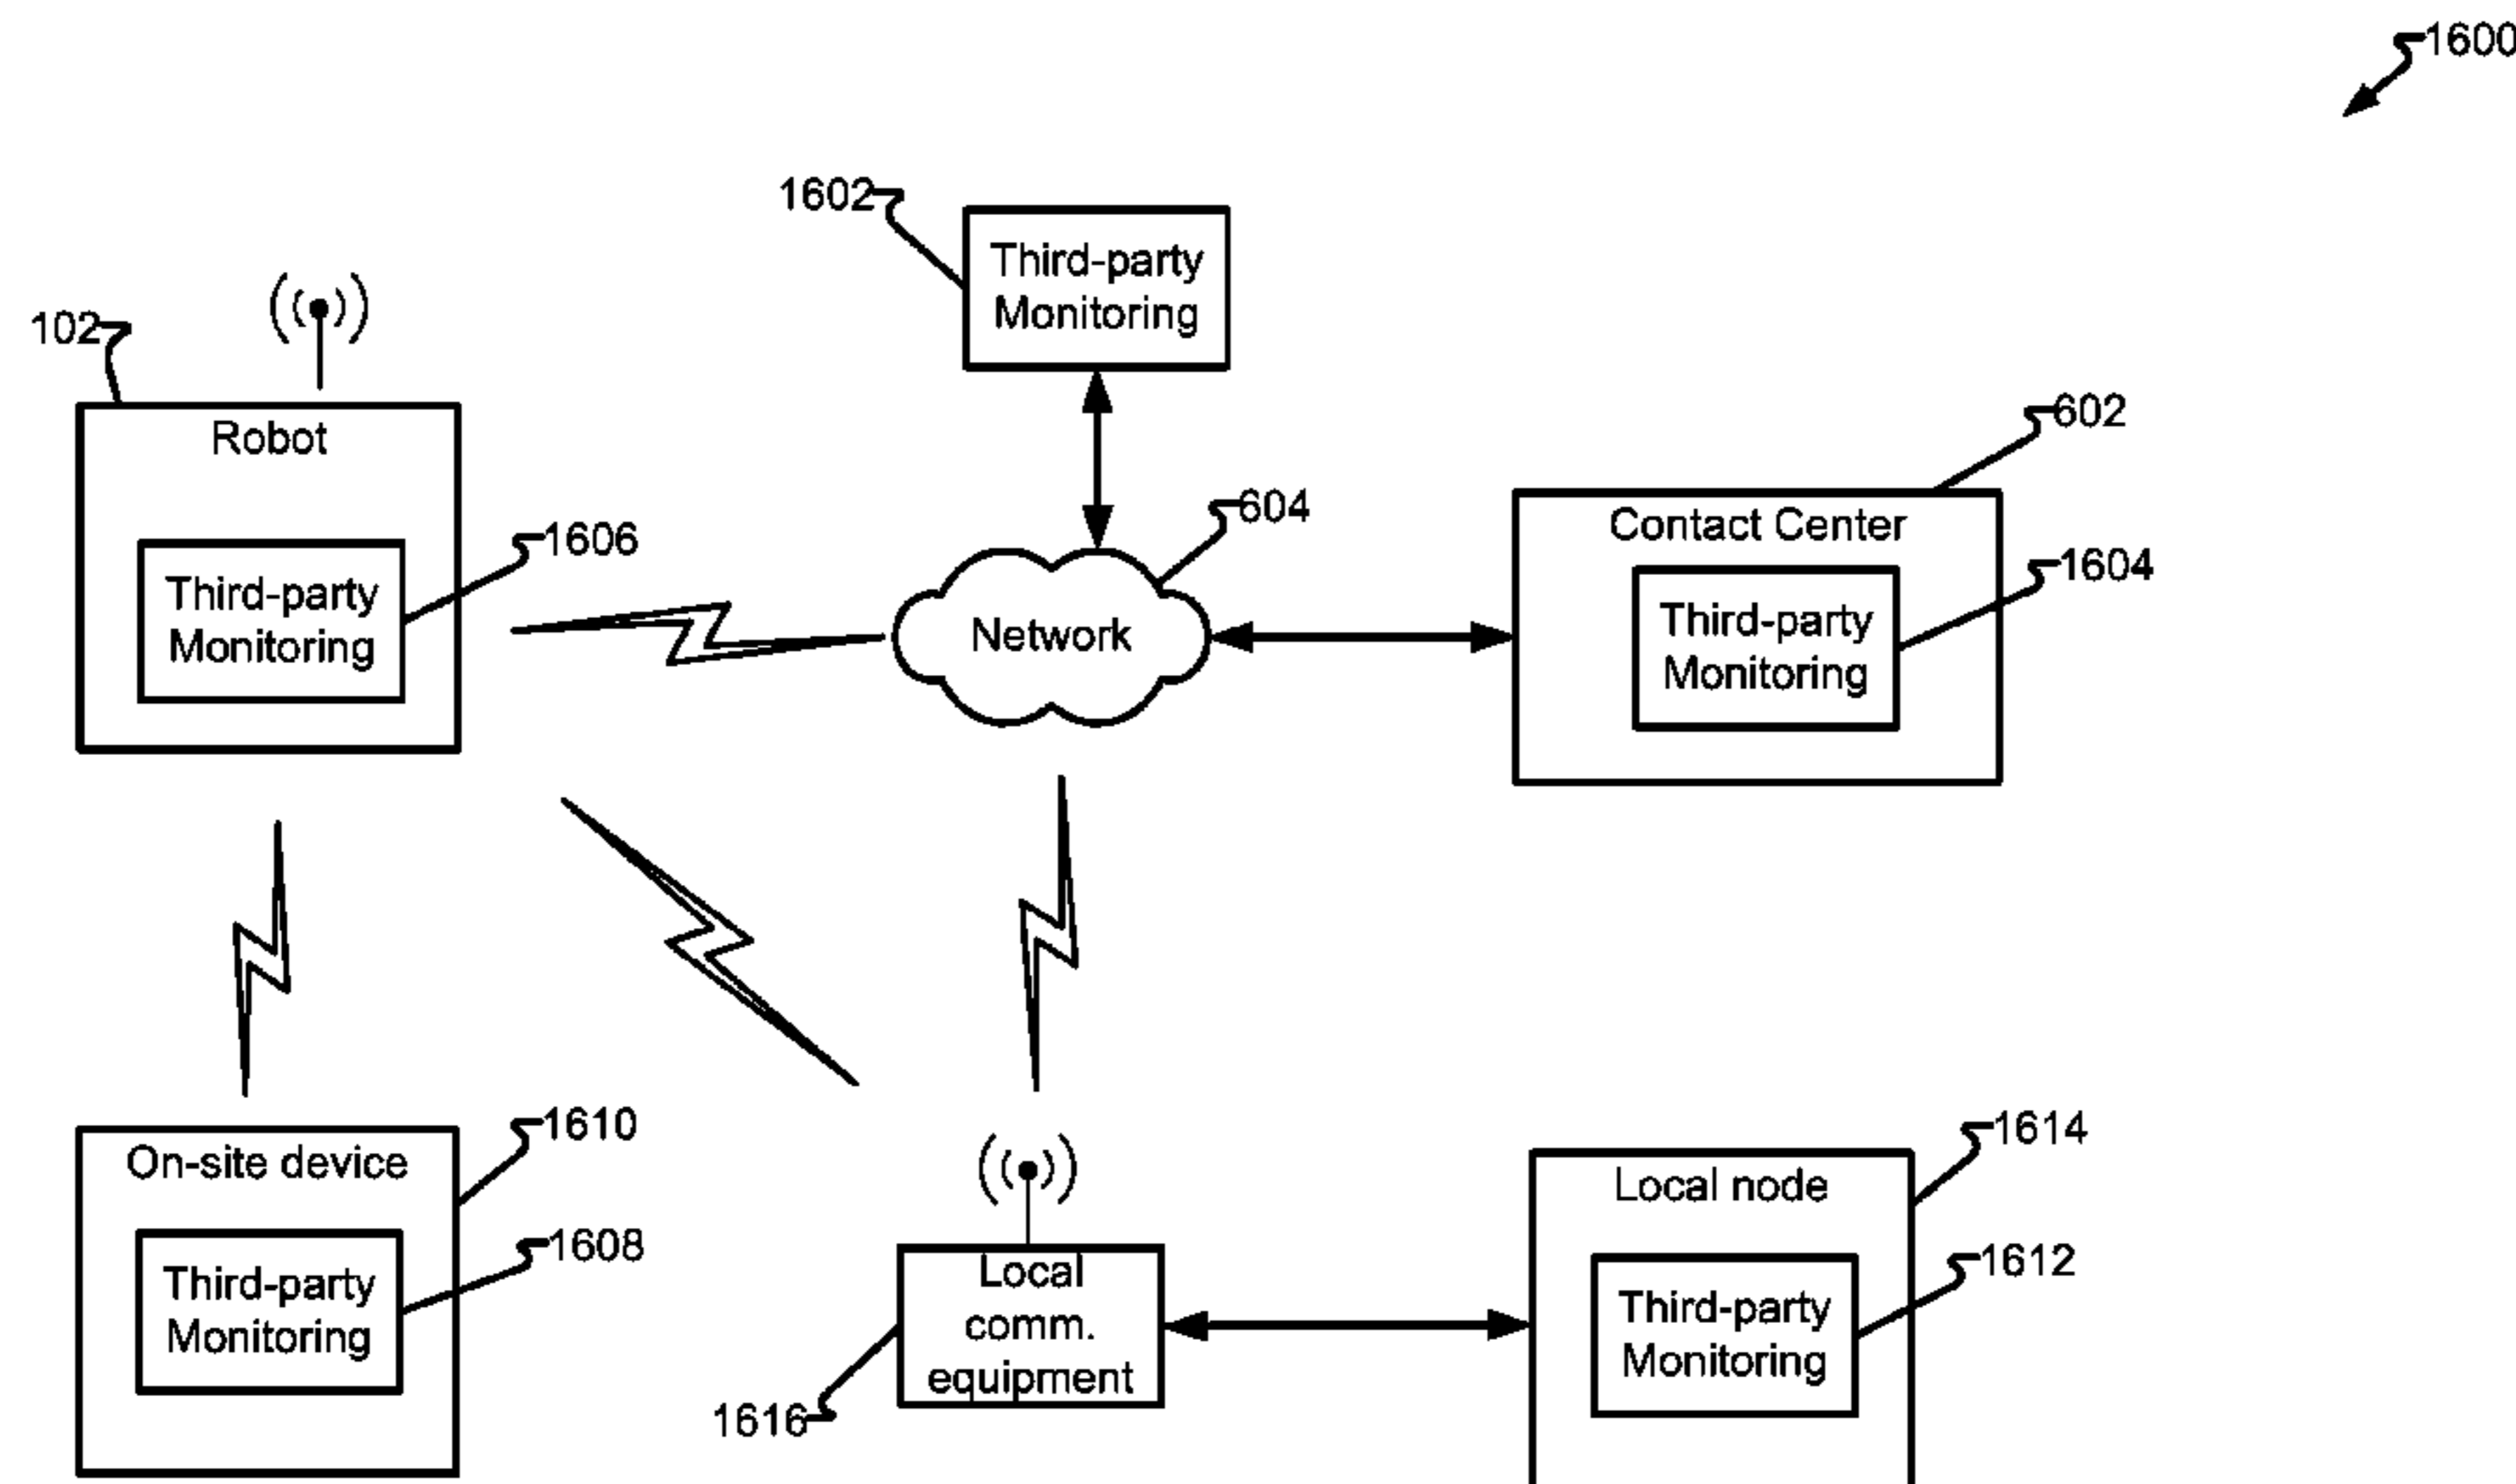 1600
1602
Third-party
Monitoring
102
Robot
1606
Third-party
Monitoring
604
Network
602
Contact Center
1604
Third-party
Monitoring
1610
On-site device
1608
Third-party
Monitoring
Local
comm.
equipment
1616
1614
Local node
1612
Third-party
Monitoring